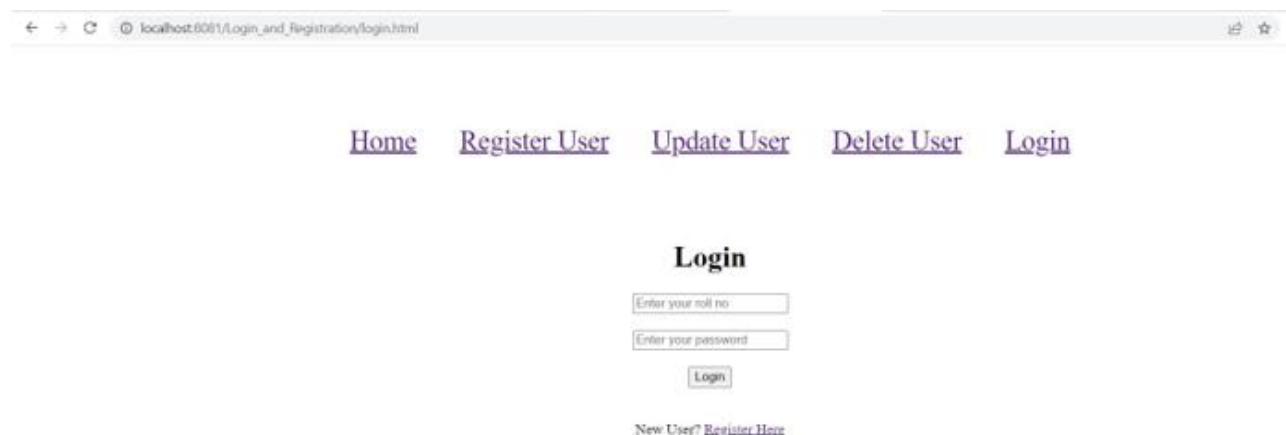 localhost:8081/Login_and_Registration/login.html
Home Register User Update User Delete User Login
Login
Enter your roll no
Enter your password
Login
New User? Register Here